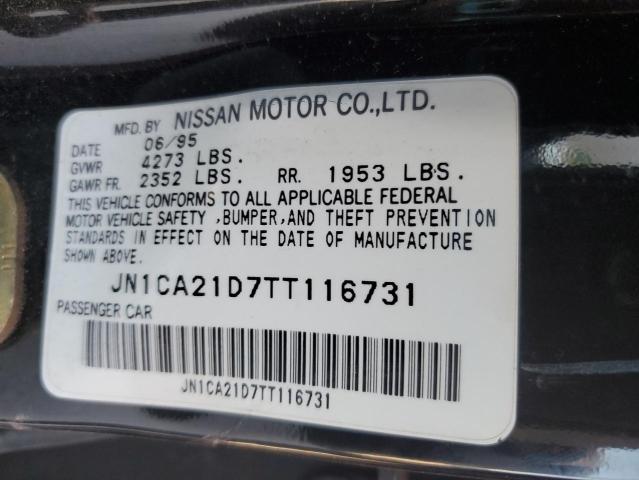 MFD. BY NISSAN MOTOR CO.,LTD.
DATE 06/95
GVWR 4273 LBS.
GAWR FR. 2352 LBS. RR. 1953 LBS.
THIS VEHICLE CONFORMS TO ALL APPLICABLE FEDERAL
MOTOR VEHICLE SAFETY ,BUMPER,AND THEFT PREVENTION
STANDARDS IN EFFECT ON THE DATE OF MANUFACTURE
SHOWN ABOVE.
JN1CA21D7TT116731
PASSENGER CAR
JN1CA21D7TT116731